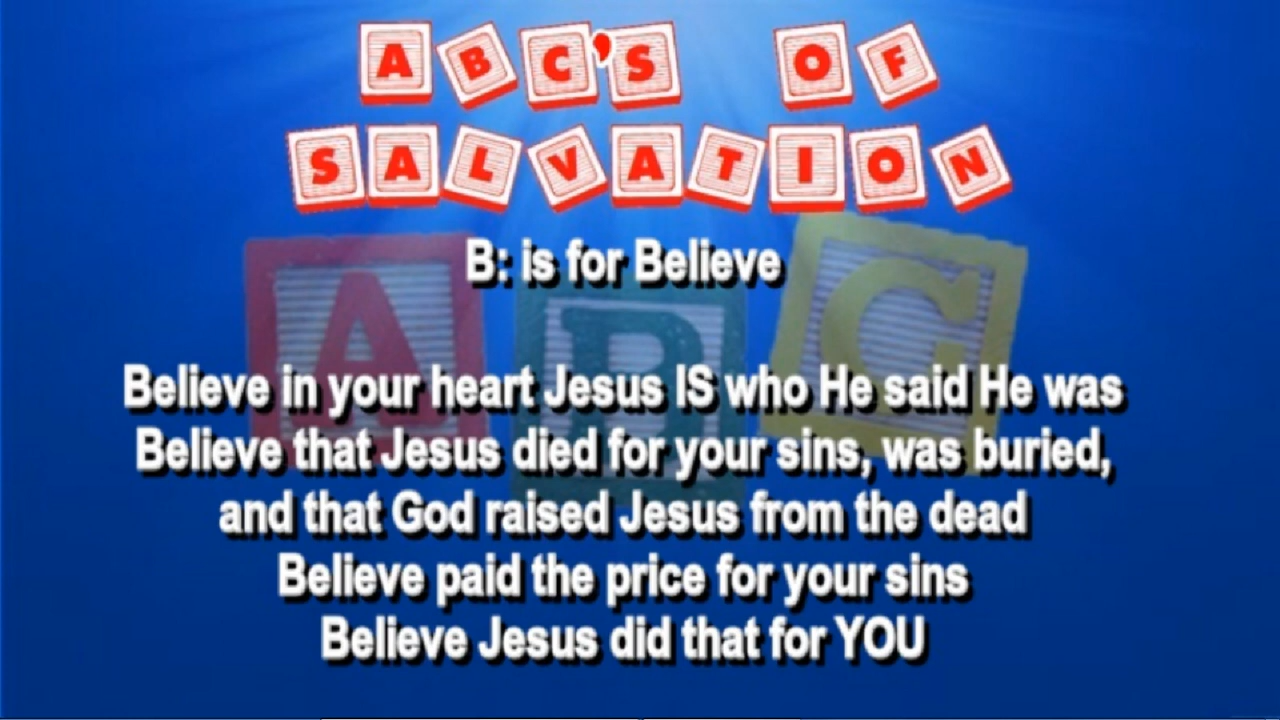 ABC'S OF
SALVATION
B: is for Believe
A B C
Believe in your heart Jesus IS who He said He was
Believe that Jesus died for your sins, was buried,
and that God raised Jesus from the dead
Believe paid the price for your sins
Believe Jesus did that for YOU